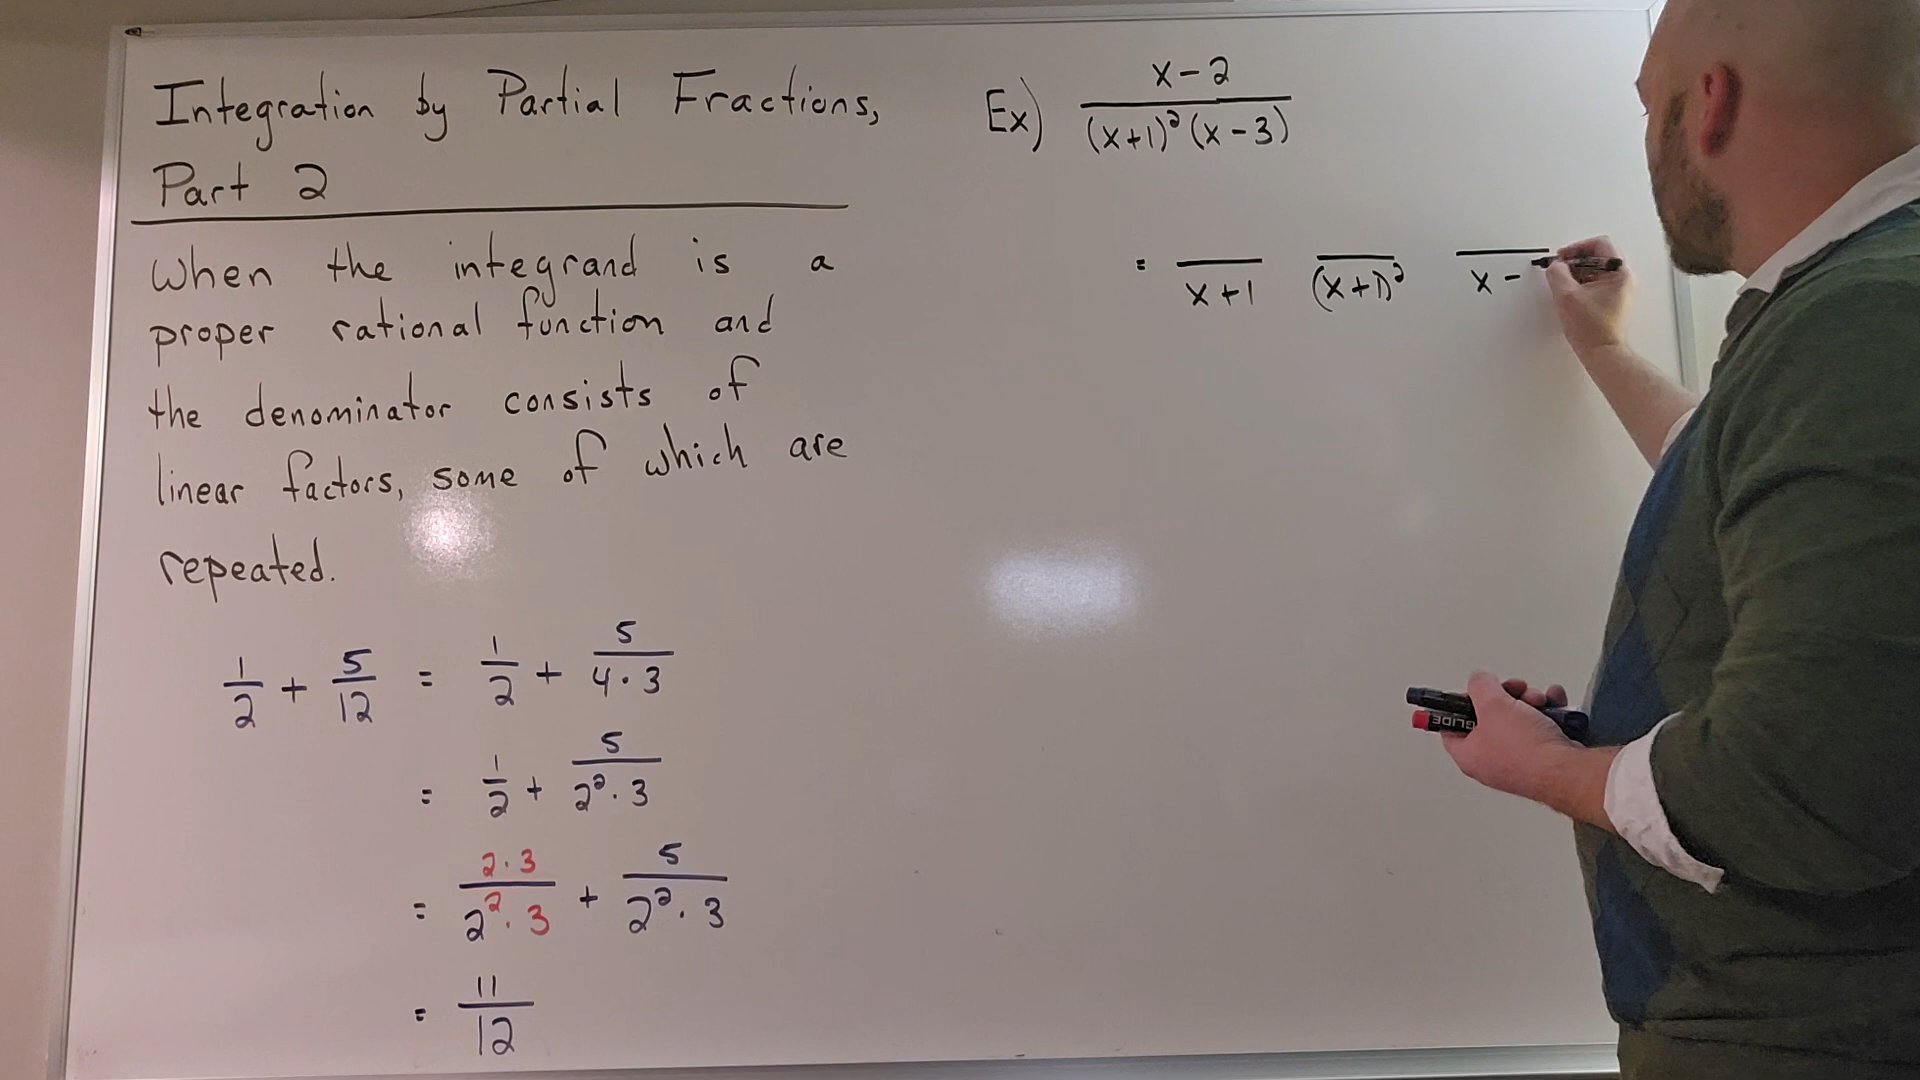 Integration by Partial Fractions,
Part 2
When the integrand is a
proper rational function and
the denominator consists of
linear factors, some of which are
repeated.
1/2 + 5/12 = 1/2 + 5/(4·3)
= 1/2 + 5/(2²·3)
= (2·3)/(2²·3) + 5/(2²·3)
= 11/12
Ex) (x-2)/((x+1)²(x-3))
= /(x+1) /(x+1)² /(x-
GLIDE